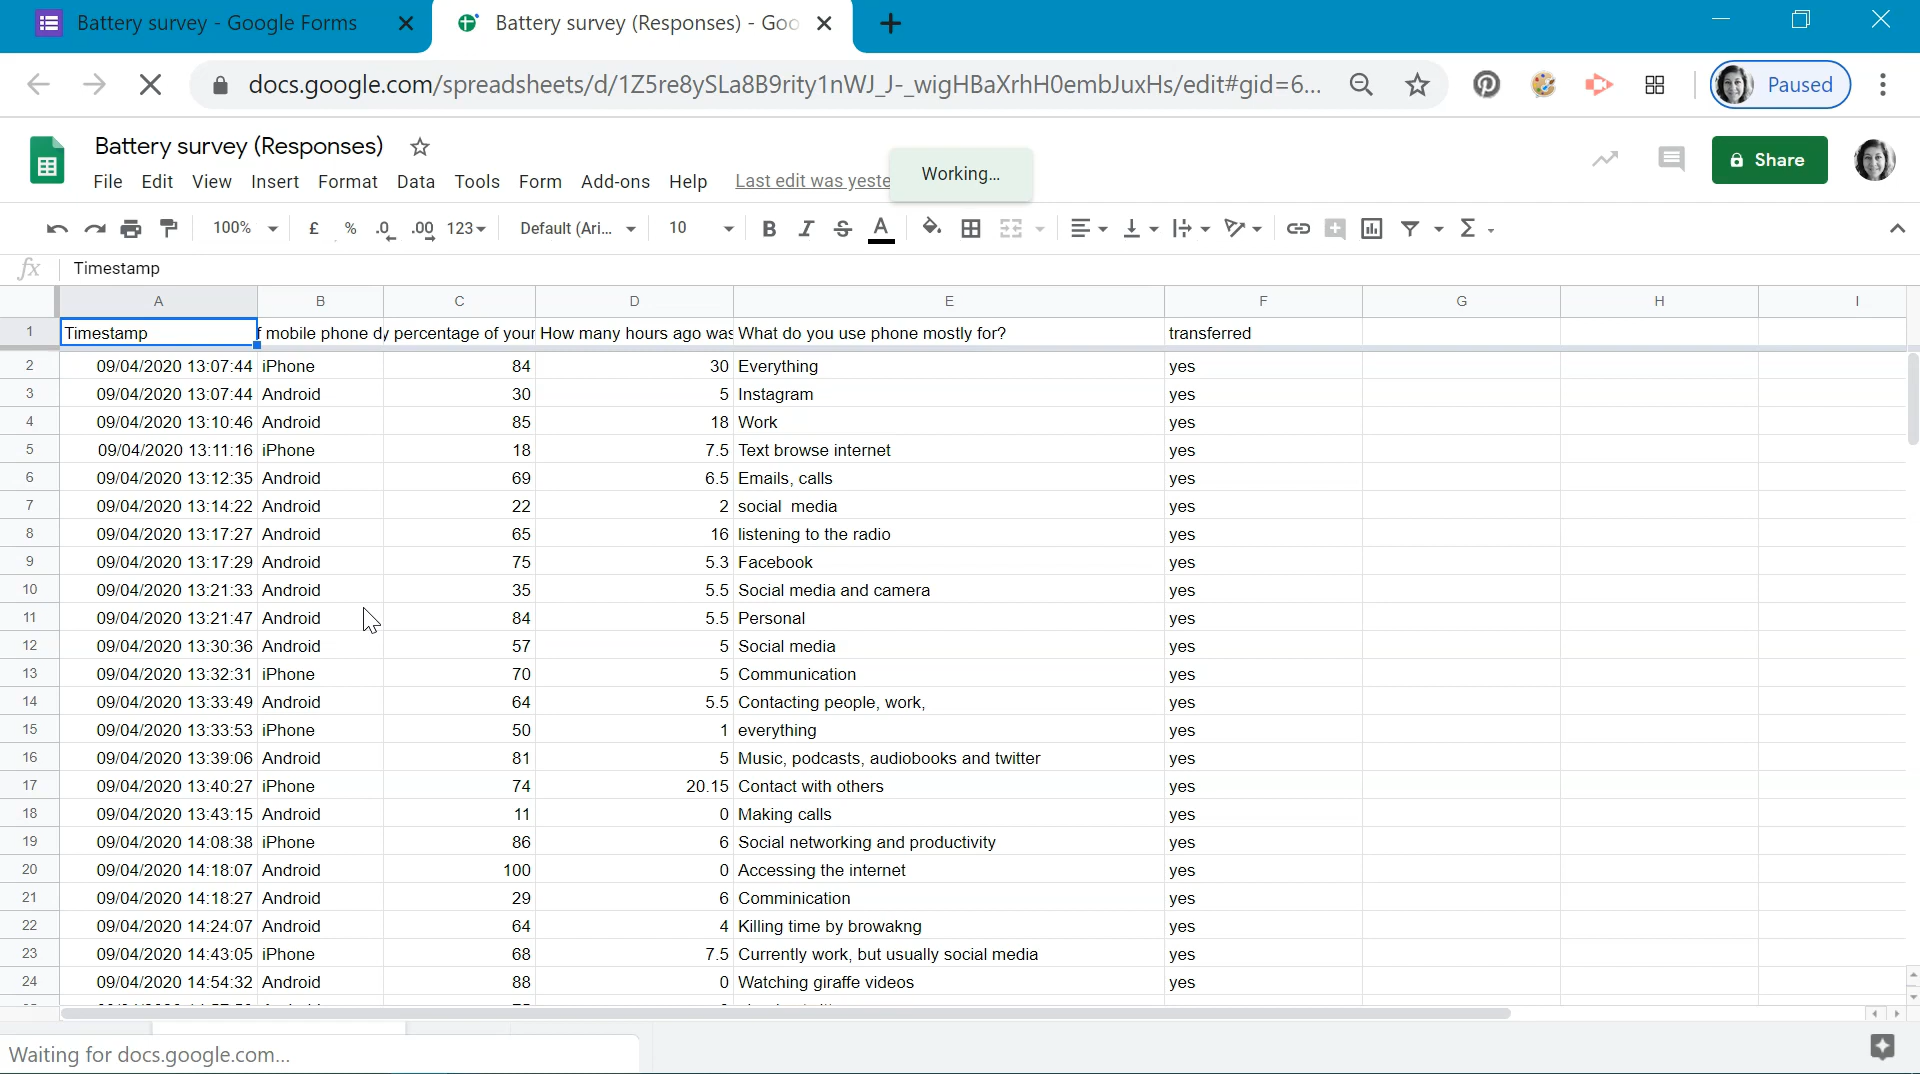 Battery survey - Google Forms
Battery survey (Responses) - Goo
docs.google.com/spreadsheets/d/1Z5re8ySLa8B9rity1nWJ_J-_wigHBaXrhH0embJuxHs/edit#gid=6...
Paused
Battery survey (Responses)
File Edit View Insert Format Data Tools Form Add-ons Help Last edit was yeste
Working...
Share
100% £ % .0 .00 123 Default (Ari... 10 B I S A Σ
fx Timestamp
A B C D E F G H I
1 Timestamp f mobile phone d y percentage of your How many hours ago was What do you use phone mostly for? transferred
2 09/04/2020 13:07:44 iPhone 84 30 Everything yes
3 09/04/2020 13:07:44 Android 30 5 Instagram yes
4 09/04/2020 13:10:46 Android 85 18 Work yes
5 09/04/2020 13:11:16 iPhone 18 7.5 Text browse internet yes
6 09/04/2020 13:12:35 Android 69 6.5 Emails, calls yes
7 09/04/2020 13:14:22 Android 22 2 social media yes
8 09/04/2020 13:17:27 Android 65 16 listening to the radio yes
9 09/04/2020 13:17:29 Android 75 5.3 Facebook yes
10 09/04/2020 13:21:33 Android 35 5.5 Social media and camera yes
11 09/04/2020 13:21:47 Android 84 5.5 Personal yes
12 09/04/2020 13:30:36 Android 57 5 Social media yes
13 09/04/2020 13:32:31 iPhone 70 5 Communication yes
14 09/04/2020 13:33:49 Android 64 5.5 Contacting people, work, yes
15 09/04/2020 13:33:53 iPhone 50 1 everything yes
16 09/04/2020 13:39:06 Android 81 5 Music, podcasts, audiobooks and twitter yes
17 09/04/2020 13:40:27 iPhone 74 20.15 Contact with others yes
18 09/04/2020 13:43:15 Android 11 0 Making calls yes
19 09/04/2020 14:08:38 iPhone 86 6 Social networking and productivity yes
20 09/04/2020 14:18:07 Android 100 0 Accessing the internet yes
21 09/04/2020 14:18:27 Android 29 6 Comminication yes
22 09/04/2020 14:24:07 Android 64 4 Killing time by browakng yes
23 09/04/2020 14:43:05 iPhone 68 7.5 Currently work, but usually social media yes
24 09/04/2020 14:54:32 Android 88 0 Watching giraffe videos yes
Waiting for docs.google.com...